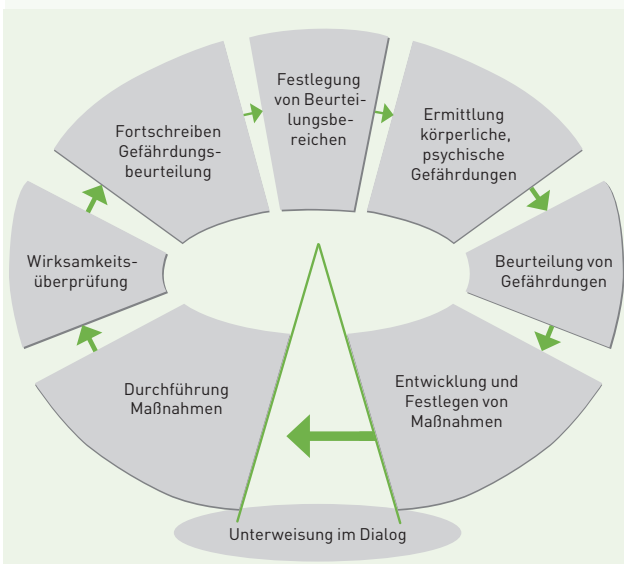 Festlegung
von Beurtei-
lungsbe-
reichen
Ermittlung
körperliche,
psychische
Gefährdungen
Beurteilung von
Gefährdungen
Entwicklung und
Festlegen von
Maßnahmen
Unterweisung im Dialog
Durchführung
Maßnahmen
Wirksamkeits-
überprüfung
Fortschreiben
Gefährdungs-
beurteilung